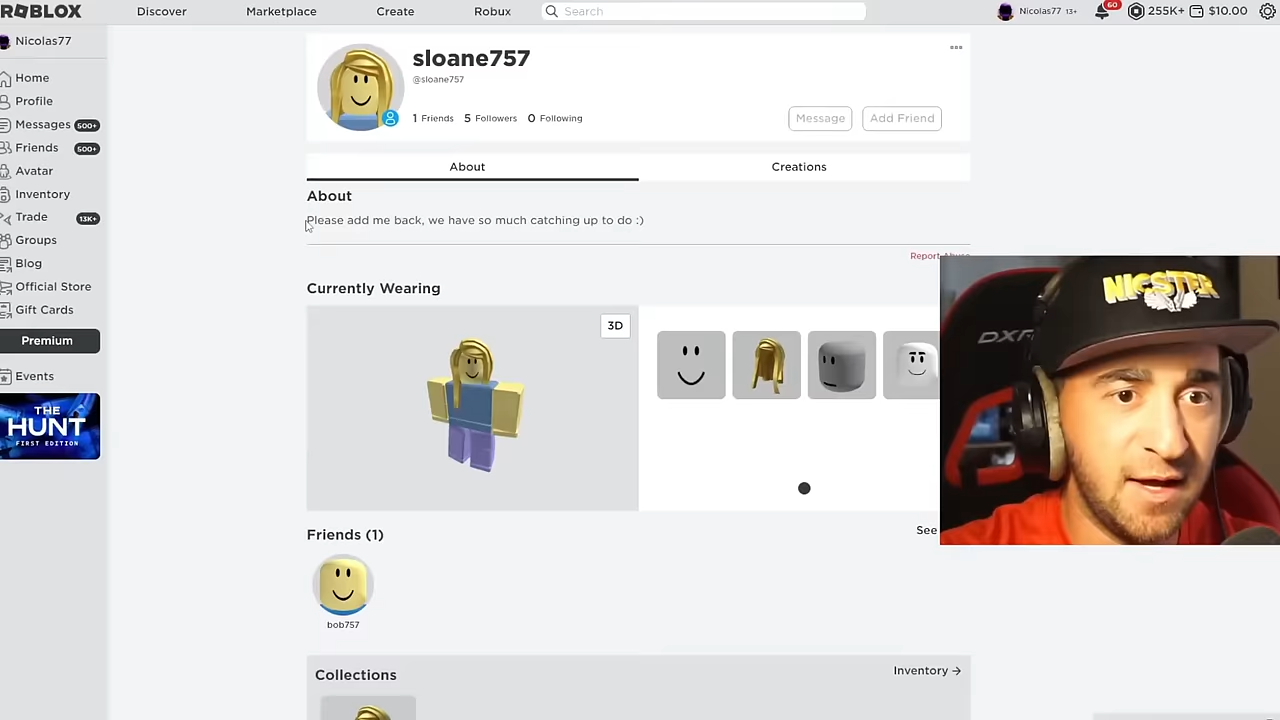 ROBLOX
Discover
Marketplace
Create
Robux
Search
Nicolas77 13+
60
255K+
$10.00
Nicolas77
Home
Profile
Messages 500+
Friends 500+
Avatar
Inventory
Trade 13K+
Groups
Blog
Official Store
Gift Cards
Premium
Events
THE
HUNT
FIRST EDITION
sloane757
@sloane757
1 Friends 5 Followers 0 Following
Message
Add Friend
About
Creations
About
Please add me back, we have so much catching up to do :)
Report Abuse
Currently Wearing
3D
NICSTER
DXR
See
Friends (1)
bob757
Collections
Inventory →